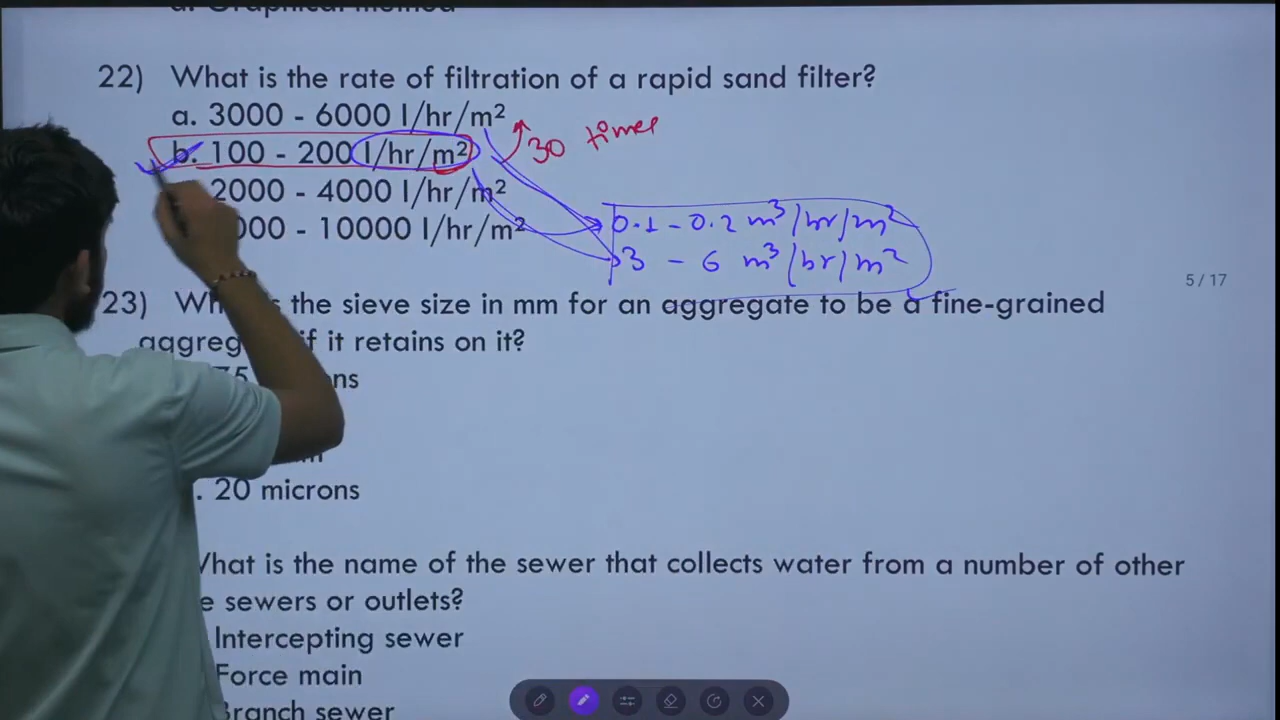 a. Graphical method
22) What is the rate of filtration of a rapid sand filter?
a. 3000 - 6000 l/hr/m²
b. 100 - 200 l/hr/m²
30 times
2000 - 4000 l/hr/m²
000 - 10000 l/hr/m²
0.1 - 0.2 m³/hr/m²
3 - 6 m³/hr/m²
5 / 17
23) Wh s the sieve size in mm for an aggregate to be a fine-grained
aggreg if it retains on it?
75 ns
. 20 microns
What is the name of the sewer that collects water from a number of other
e sewers or outlets?
Intercepting sewer
Force main
Branch sewer